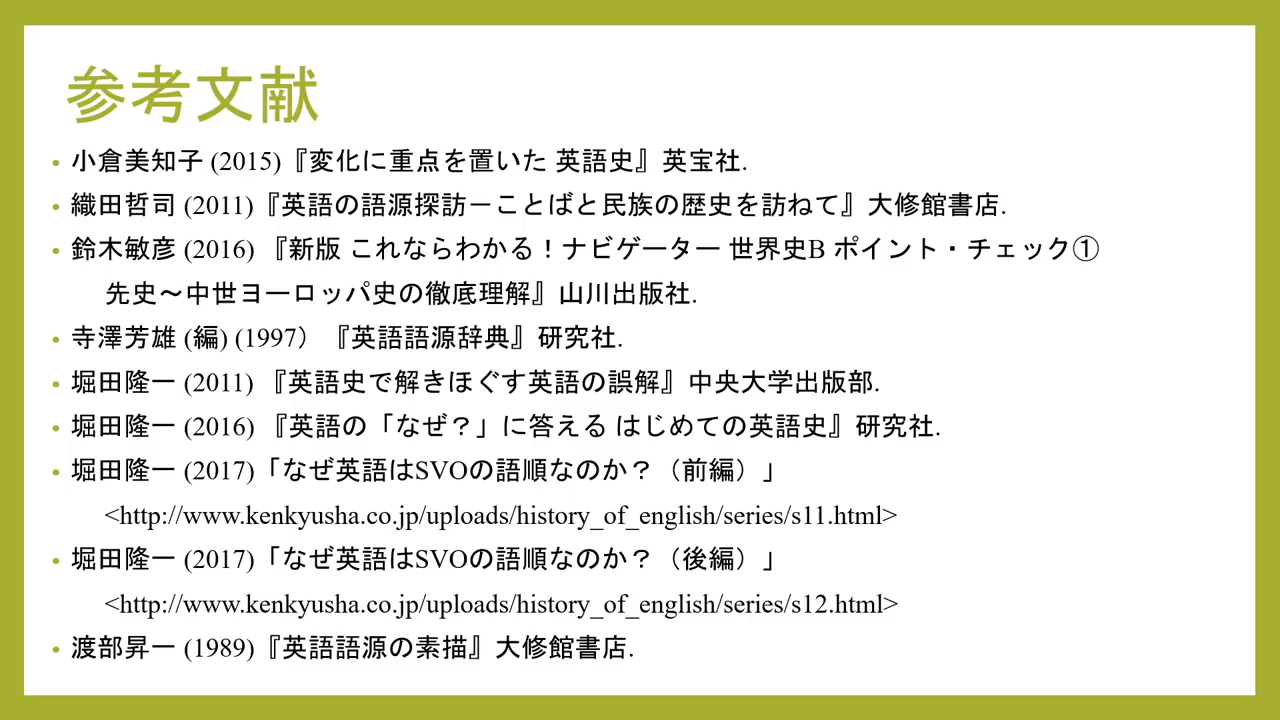 参考文献
• 小倉美知子 (2015)『変化に重点を置いた 英語史』英宝社.
• 織田哲司 (2011)『英語の語源探訪－ことばと民族の歴史を訪ねて』大修館書店.
• 鈴木敏彦 (2016) 『新版 これならわかる！ナビゲーター 世界史B ポイント・チェック①
先史～中世ヨーロッパ史の徹底理解』山川出版社.
• 寺澤芳雄 (編) (1997）『英語語源辞典』研究社.
• 堀田隆一 (2011) 『英語史で解きほぐす英語の誤解』中央大学出版部.
• 堀田隆一 (2016) 『英語の「なぜ？」に答える はじめての英語史』研究社.
• 堀田隆一 (2017)「なぜ英語はSVOの語順なのか？（前編）」
<http://www.kenkyusha.co.jp/uploads/history_of_english/series/s11.html>
• 堀田隆一 (2017)「なぜ英語はSVOの語順なのか？（後編）」
<http://www.kenkyusha.co.jp/uploads/history_of_english/series/s12.html>
• 渡部昇一 (1989)『英語語源の素描』大修館書店.